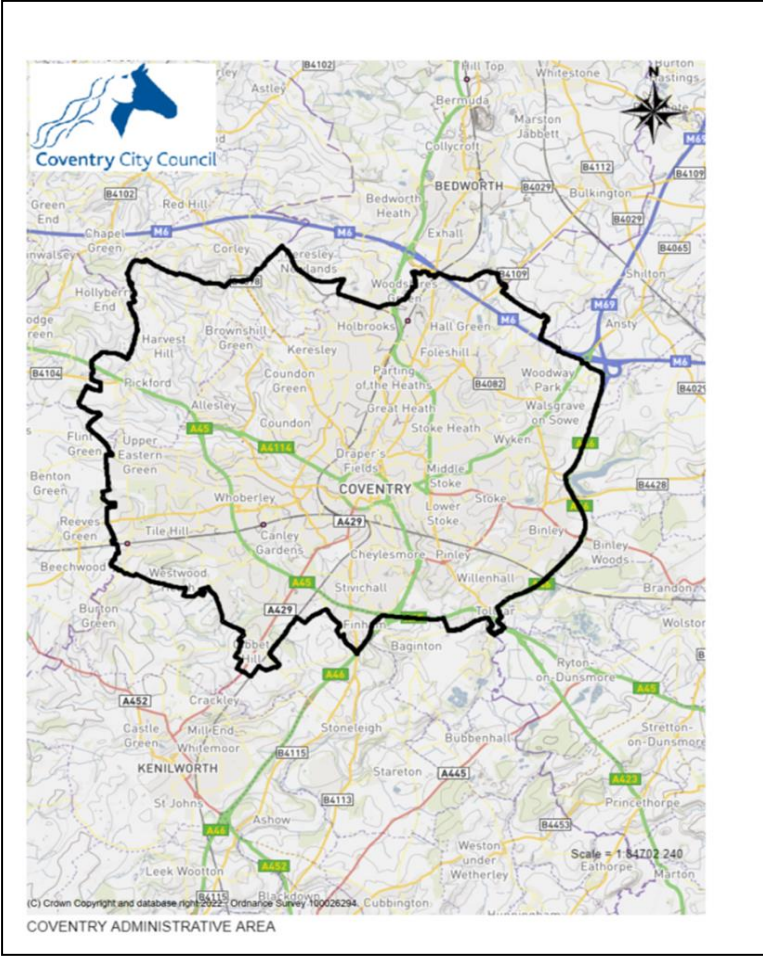 B4102
Hill Top
Whitestone
Astley
Bermuda
N
Coventry City Council
Marston
Jabbett
M69
Collycroft
B4112
B4109
BEDWORTH
B4029
Bulkington
B4102
Red Hill
Green
End
Bedworth
Heath
B4029
Chapel
Green
M6
M6
Exhall
B4065
Corley
Shilton
B4109
Hollyberry
End
Woodshires
Green
M69
Holbrooks
Hall Green
M6
Ansty
Harvest
Hill
Brownshill
Green
Keresley
Foleshill
M6
B4104
Pickford
Coundon
Green
Parting
of the Heaths
B4082
Woodway
Park
Allesley
Great Heath
Walsgrave
on Sowe
A45
Coundon
Stoke Heath
Wyken
Flint
Green
Upper
Eastern
Green
A4114
Draper's
Fields
Middle
Stoke
Benton
Green
Whoberley
COVENTRY
Stoke
B4428
Reeves
Green
Tile Hill
A429
Lower
Stoke
Binley
Canley
Gardens
Binley
Woods
Beechwood
Westwood
Cheylesmore
Pinley
Willenhall
Brandon
A45
Stivichall
Burton
Green
A429
Baginton
Ryton-
on-Dunsmore
A46
A45
A452
Crackley
Castle
Green
Mill End
Whitemoor
Stoneleigh
Stretton-
on-Dunsmore
B4115
Bubbenhall
KENILWORTH
Stareton
A445
A423
St Johns
B4113
Princethorpe
A46
Ashow
B4453
Weston
under
Wetherley
Scale = 1:84702.240
Eathorpe
Marton
A452
Leek Wootton
B4115
Blackdown
Cubbington
(C) Crown Copyright and database right 2022. Ordnance Survey 100026294.
COVENTRY ADMINISTRATIVE AREA